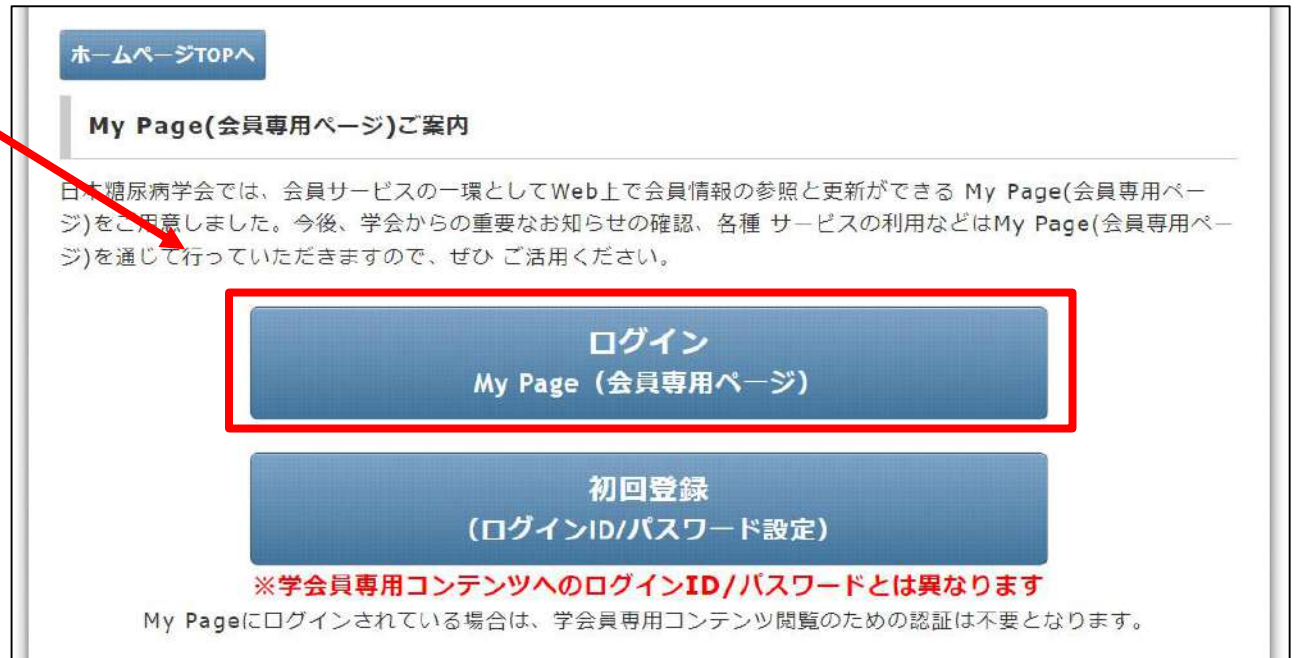 ホームページTOPへ
My Page(会員専用ページ)ご案内
日本糖尿病学会では、会員サービスの一環としてWeb上で会員情報の参照と更新ができる My Page(会員専用ペー
ジ)をご用意しました。今後、学会からの重要なお知らせの確認、各種 サービスの利用などはMy Page(会員専用ペー
ジ)を通じて行っていただきますので、ぜひ ご活用ください。
ログイン
My Page（会員専用ページ）
初回登録
（ログインID/パスワード設定）
※学会員専用コンテンツへのログインID/パスワードとは異なります
My Pageにログインされている場合は、学会員専用コンテンツ閲覧のための認証は不要となります。